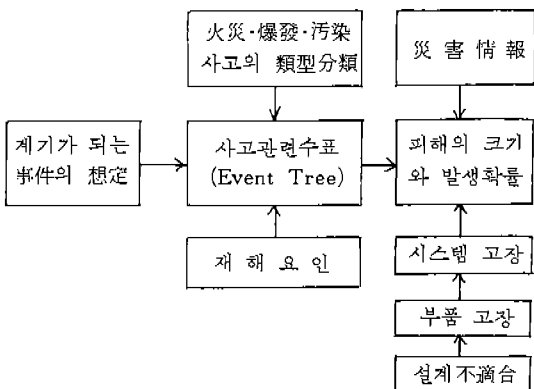 火災·爆發·汚染
사고의 類型分類
災害情報
계기가 되는
事件의 想定
사고관련수표
(Event Tree)
피해의 크기
와 발생확률
재해요인
시스템 고장
부품 고장
설계不適合